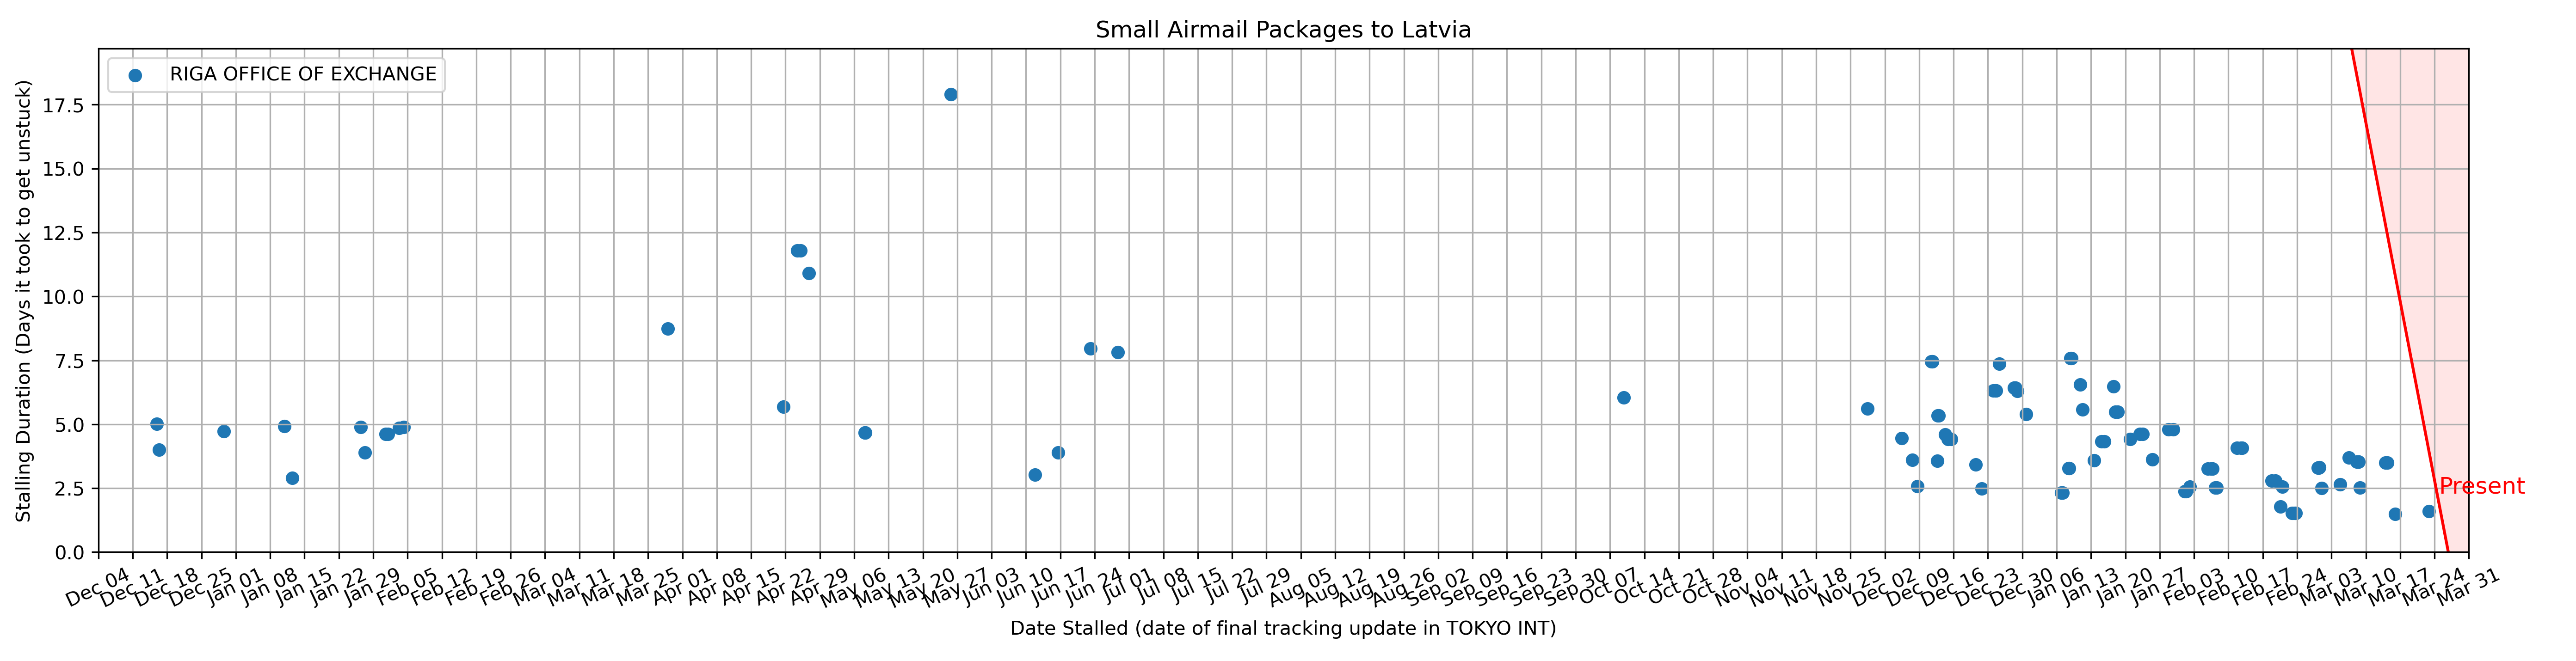 Small Airmail Packages to Latvia
RIGA OFFICE OF EXCHANGE
Stalling Duration (Days it took to get unstuck)
17.5
15.0
12.5
10.0
7.5
5.0
2.5
0.0
Present
Dec 04 Dec 11 Dec 18 Dec 25 Jan 01 Jan 08 Jan 15 Jan 22 Jan 29 Feb 05 Feb 12 Feb 19 Feb 26 Mar 04 Mar 11 Mar 18 Mar 25 Apr 01 Apr 08 Apr 15 Apr 22 Apr 29 May 06 May 13 May 20 May 27 Jun 03 Jun 10 Jun 17 Jun 24 Jul 01 Jul 08 Jul 15 Jul 22 Jul 29 Aug 05 Aug 12 Aug 19 Aug 26 Sep 02 Sep 09 Sep 16 Sep 23 Sep 30 Oct 07 Oct 14 Oct 21 Oct 28 Nov 04 Nov 11 Nov 18 Nov 25 Dec 02 Dec 09 Dec 16 Dec 23 Dec 30 Jan 06 Jan 13 Jan 20 Jan 27 Feb 03 Feb 10 Feb 17 Feb 24 Mar 03 Mar 10 Mar 17 Mar 24 Mar 31
Date Stalled (date of final tracking update in TOKYO INT)